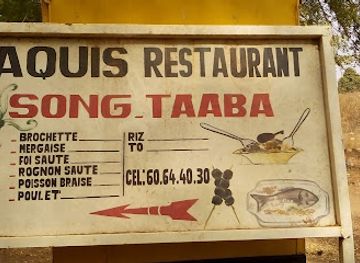 AQUIS RESTAURANT
SONG-TAABA
BROCHETTE
MERGAISE
FOI SAUTE
ROGNON SAUTE
POISSON BRAISE
POULET
RIZ
TO
CEL: 60.64.40.30